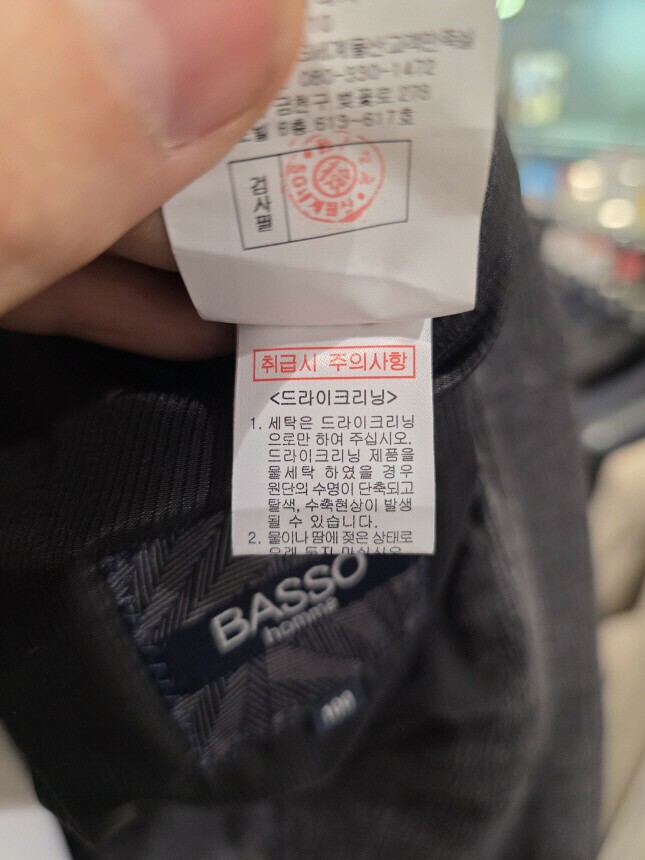 10
080-330-1472
금천구 벚꽃로 278
6층 613~617호
검사필
취급시 주의사항
<드라이크리닝>
1. 세탁은 드라이크리닝
으로만 하여 주십시오.
드라이크리닝 제품을
물세탁 하였을 경우
원단의 수명이 단축되고
탈색, 수축현상이 발생
될 수 있습니다.
2. 물이나 땀에 젖은 상태로
BASSO
homme
100